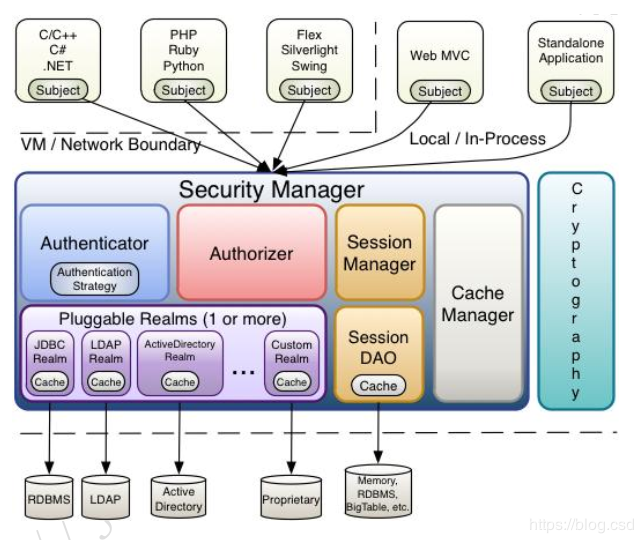 C/C++
C#
.NET
Subject
PHP
Ruby
Python
Subject
Flex
Silverlight
Swing
Subject
Web MVC
Subject
Standalone
Application
Subject
VM / Network Boundary
Local / In-Process
Security Manager
Authenticator
Authentication
Strategy
Authorizer
Session
Manager
Cache
Manager
Cryptography
Pluggable Realms (1 or more)
JDBC
Realm
Cache
LDAP
Realm
Cache
ActiveDirectory
Realm
Cache
...
Custom
Realm
Cache
Session
DAO
Cache
RDBMS
LDAP
Active
Directory
Proprietary
Memory,
RDBMS,
BigTable, etc.
https://blog.csd